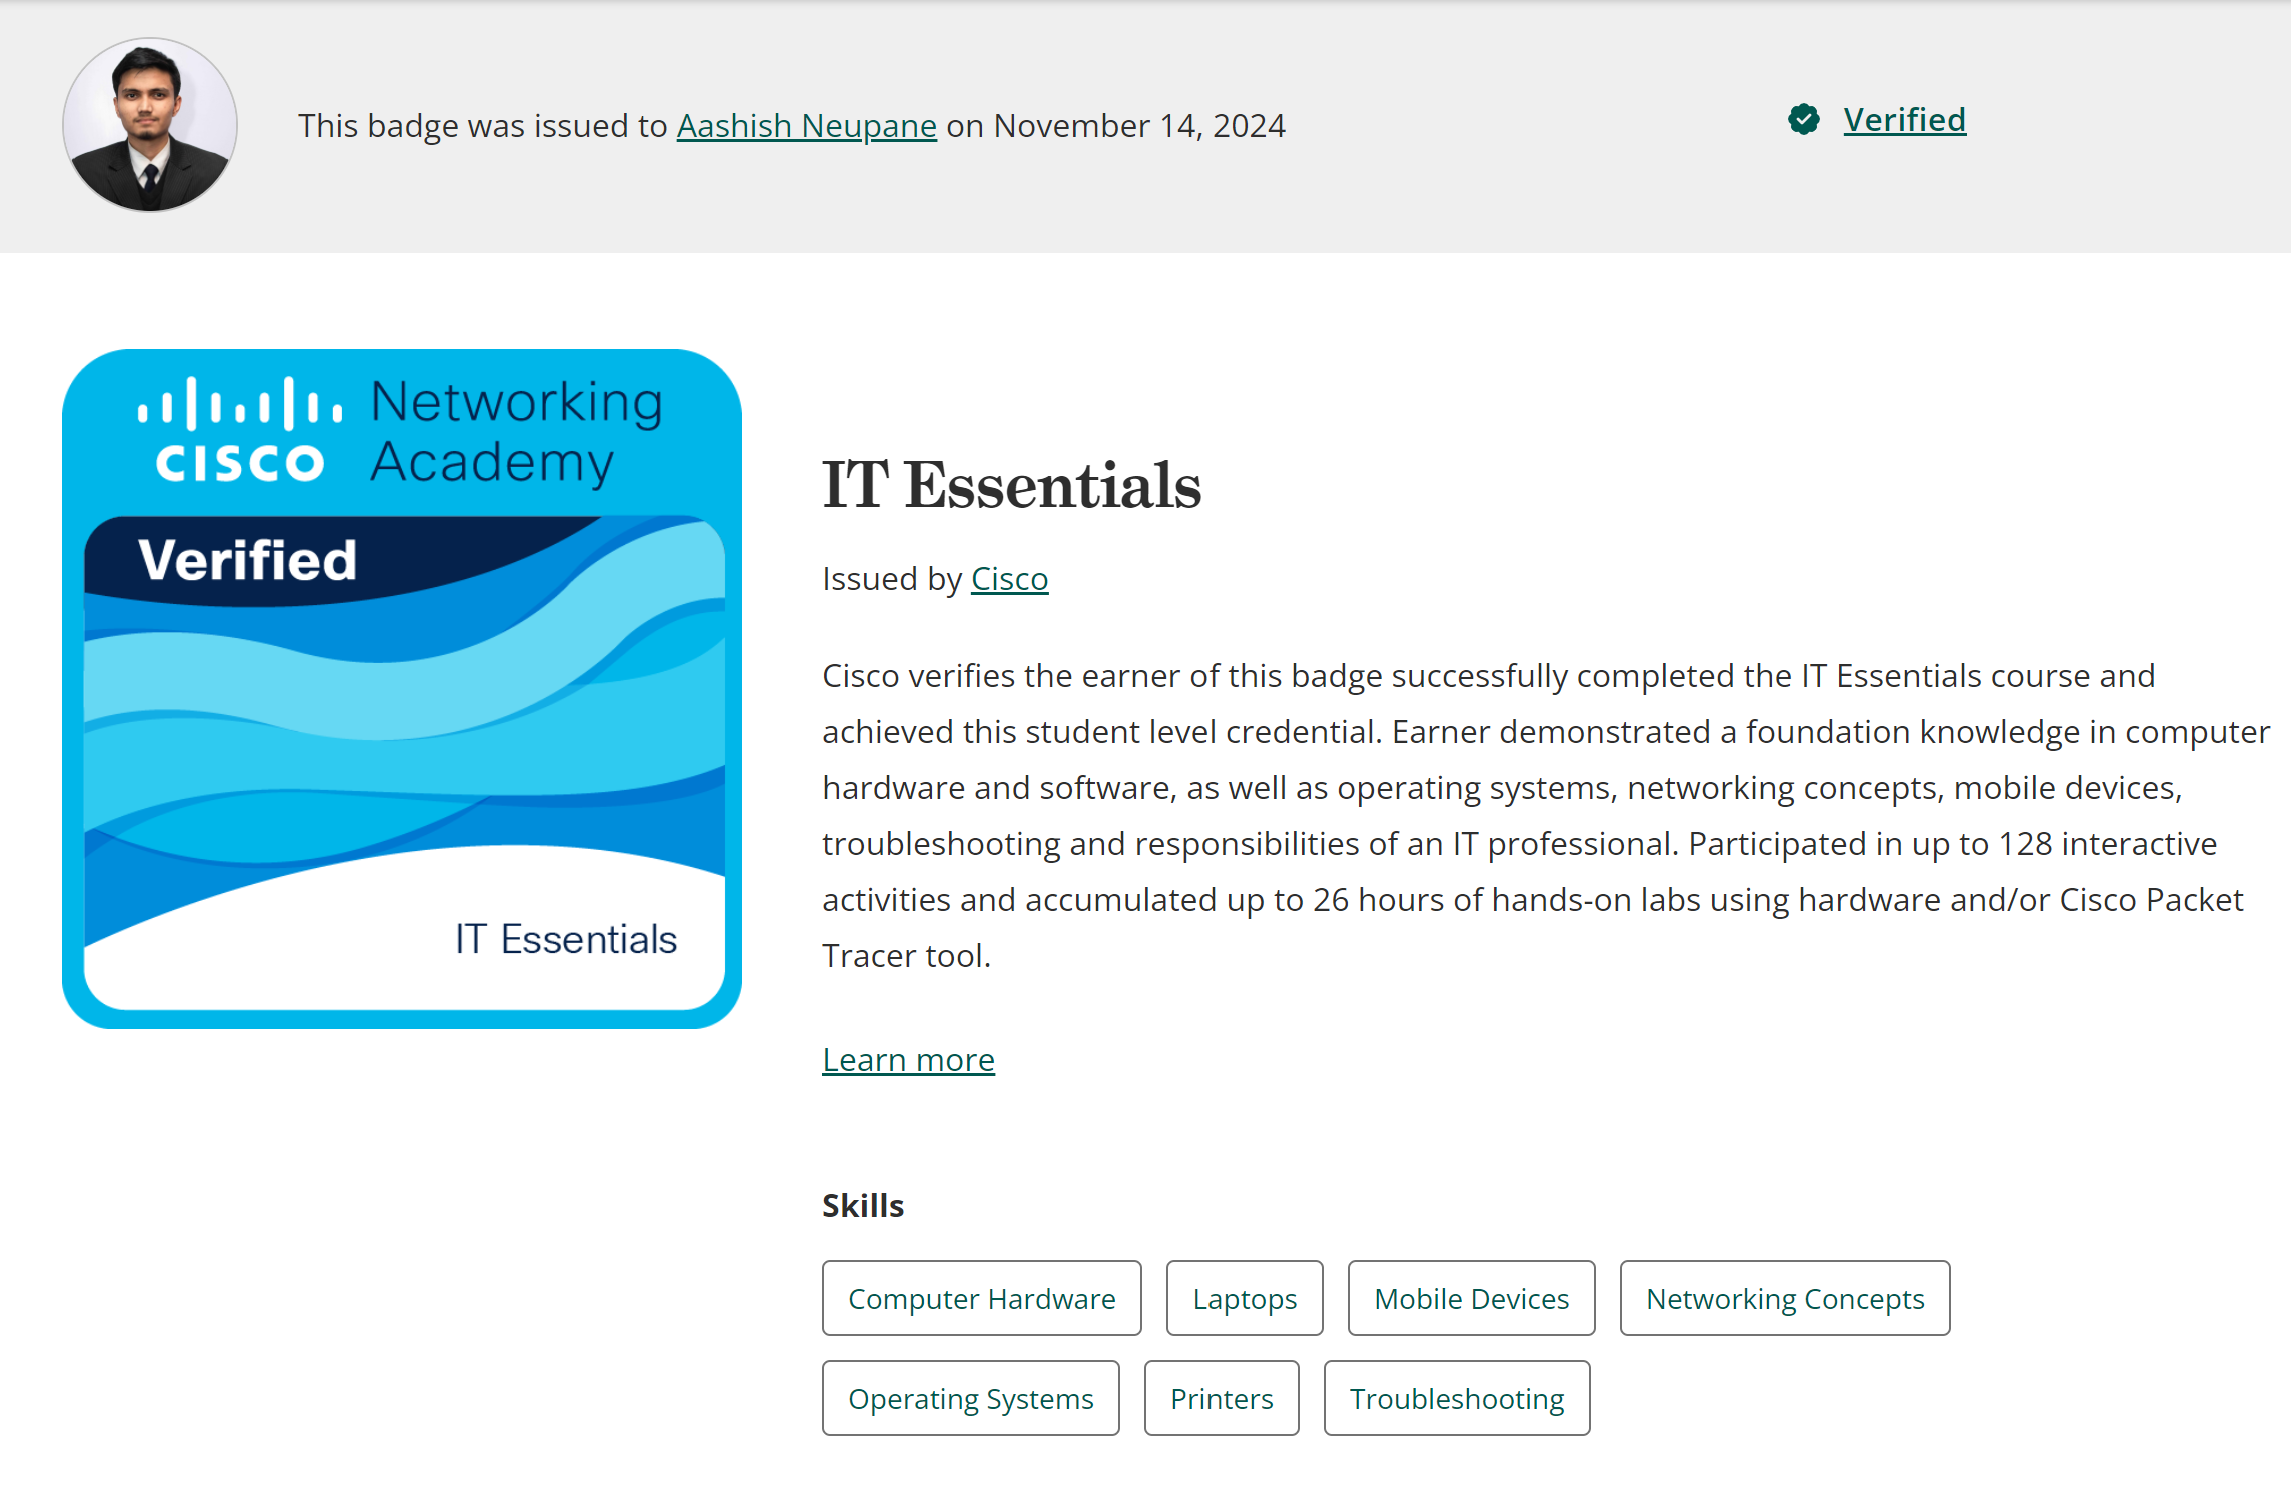 This badge was issued to Aashish Neupane on November 14, 2024
Verified
CISCO
Networking
Academy
Verified
IT Essentials
IT Essentials
Issued by Cisco
Cisco verifies the earner of this badge successfully completed the IT Essentials course and
achieved this student level credential. Earner demonstrated a foundation knowledge in computer
hardware and software, as well as operating systems, networking concepts, mobile devices,
troubleshooting and responsibilities of an IT professional. Participated in up to 128 interactive
activities and accumulated up to 26 hours of hands-on labs using hardware and/or Cisco Packet
Tracer tool.
Learn more
Skills
Computer Hardware
Laptops
Mobile Devices
Networking Concepts
Operating Systems
Printers
Troubleshooting